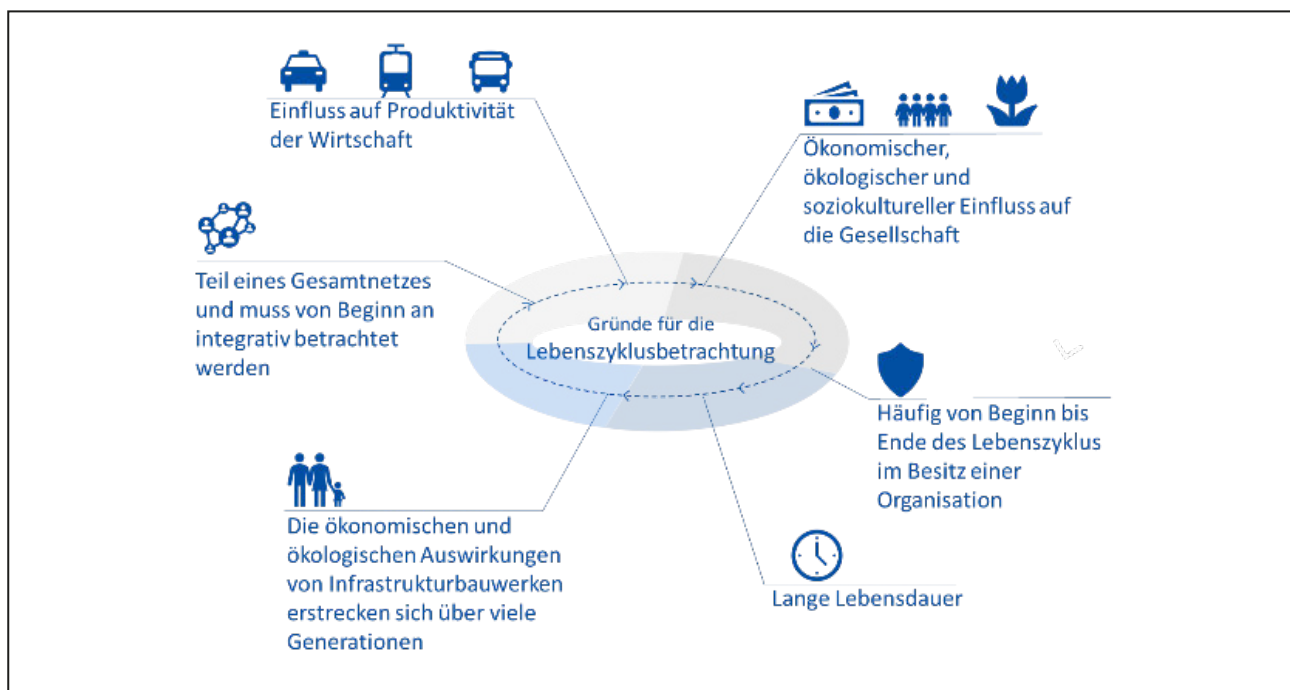 Einfluss auf Produktivität
der Wirtschaft
Ökonomischer,
ökologischer und
soziokultureller Einfluss auf
die Gesellschaft
Teil eines Gesamtnetzes
und muss von Beginn an
integrativ betrachtet
werden
Gründe für die
Lebenszyklusbetrachtung
Häufig von Beginn bis
Ende des Lebenszyklus
im Besitz einer
Organisation
Die ökonomischen und
ökologischen Auswirkungen
von Infrastrukturbauwerken
erstrecken sich über viele
Generationen
Lange Lebensdauer